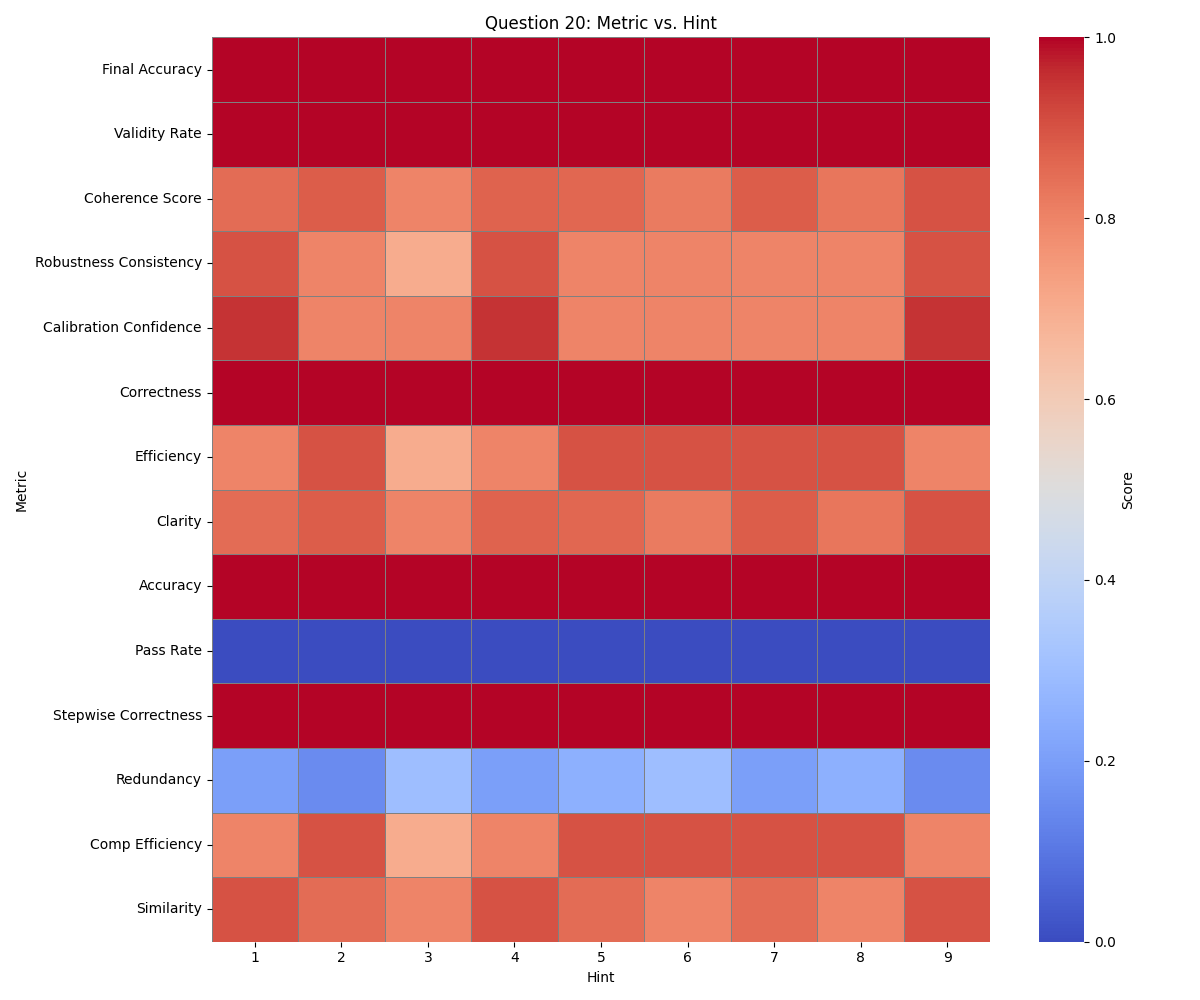 Question 20: Metric vs. Hint
Metric
Final Accuracy
Validity Rate
Coherence Score
Robustness Consistency
Calibration Confidence
Correctness
Efficiency
Clarity
Accuracy
Pass Rate
Stepwise Correctness
Redundancy
Comp Efficiency
Similarity
1 2 3 4 5 6 7 8 9
Hint
1.0
0.8
0.6
0.4
0.2
0.0
Score